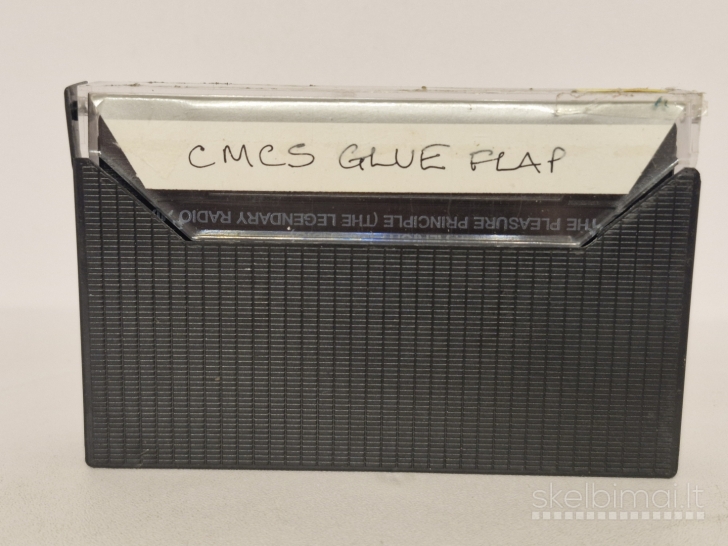 CMCS GLUE FLAP
THE PLEASURE PRINCIPLE (THE LEGENDARY RADIO
skelbimai.lt